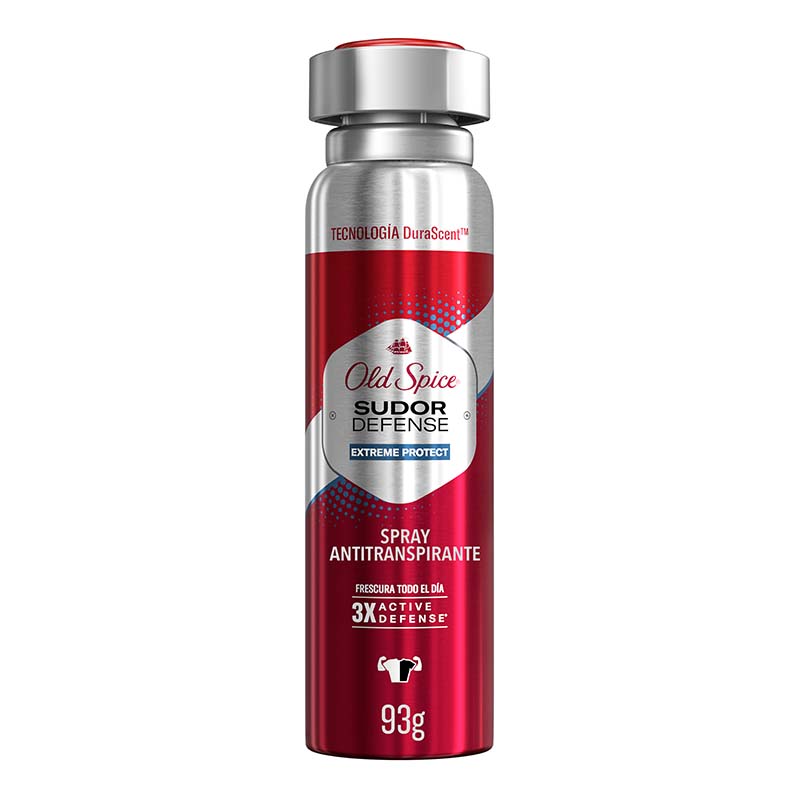 TECNOLOGÍA DuraScent™
Old Spice®
SUDOR
DEFENSE
EXTREME PROTECT
SPRAY
ANTITRANSPIRANTE
FRESCURA TODO EL DÍA
3X ACTIVE
DEFENSE*
93g